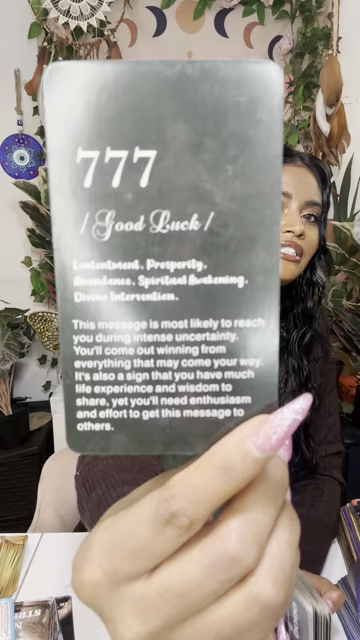 777
/ Good Luck /
Contentment. Prosperity.
Abundance. Spiritual Awakening.
Divine Intervention.
This message is most likely to reach
you during intense uncertainty.
You'll come out winning from
everything that may come your way.
It's also a sign that you have much
life experience and wisdom to
share, yet you'll need enthusiasm
and effort to get this message to
others.